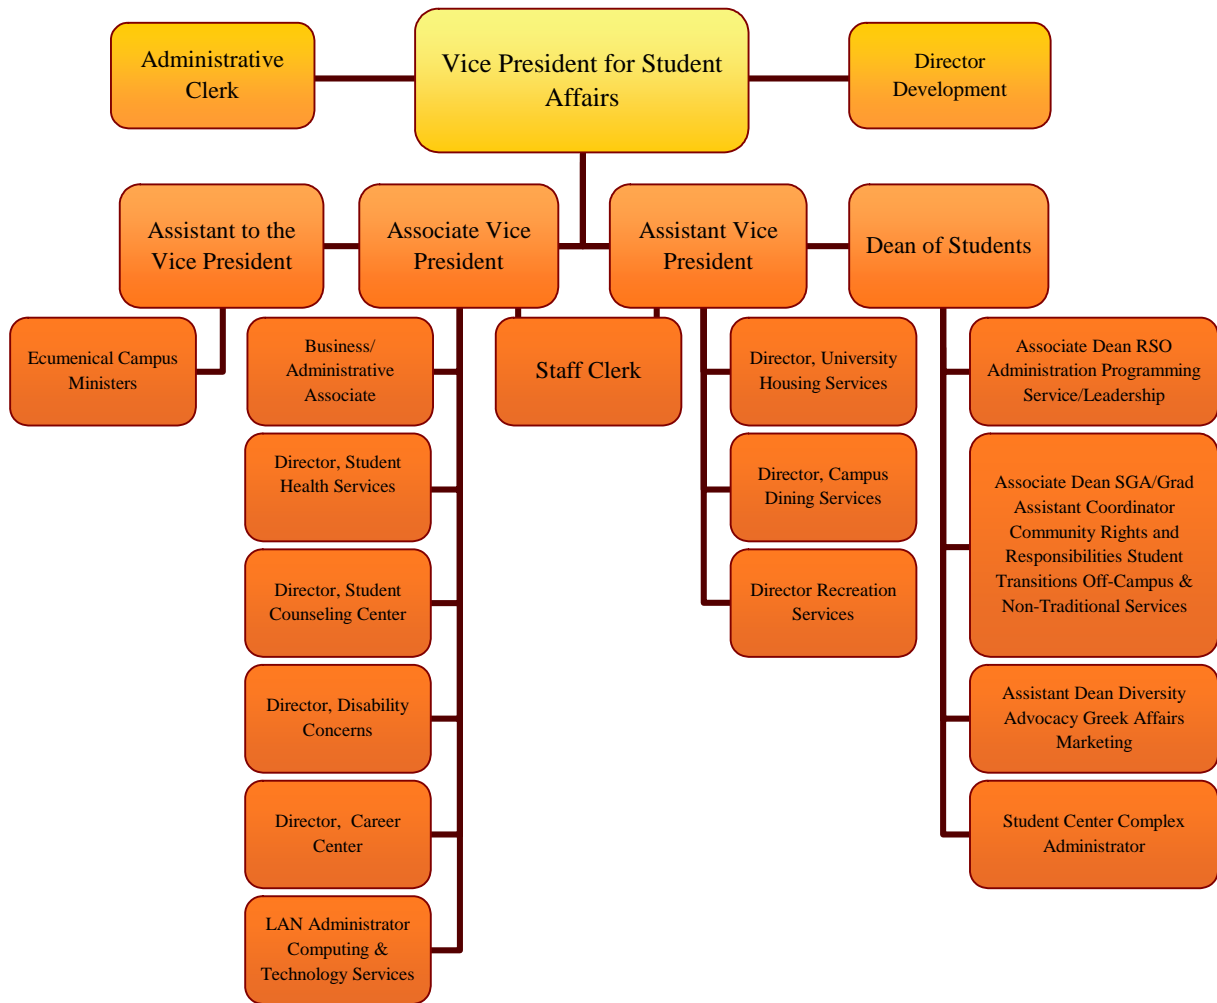 Administrative
Clerk
Vice President for Student
Affairs
Director
Development
Assistant to the
Vice President
Associate Vice
President
Assistant Vice
President
Dean of Students
Ecumenical Campus
Ministers
Business/
Administrative
Associate
Director, Student
Health Services
Director, Student
Counseling Center
Director, Disability
Concerns
Director,  Career
Center
LAN Administrator
Computing &
Technology Services
Staff Clerk
Director, University
Housing Services
Director, Campus
Dining Services
Director Recreation
Services
Associate Dean RSO
Administration Programming
Service/Leadership
Associate Dean SGA/Grad
Assistant Coordinator
Community Rights and
Responsibilities Student
Transitions Off-Campus &
Non-Traditional Services
Assistant Dean Diversity
Advocacy Greek Affairs
Marketing
Student Center Complex
Administrator